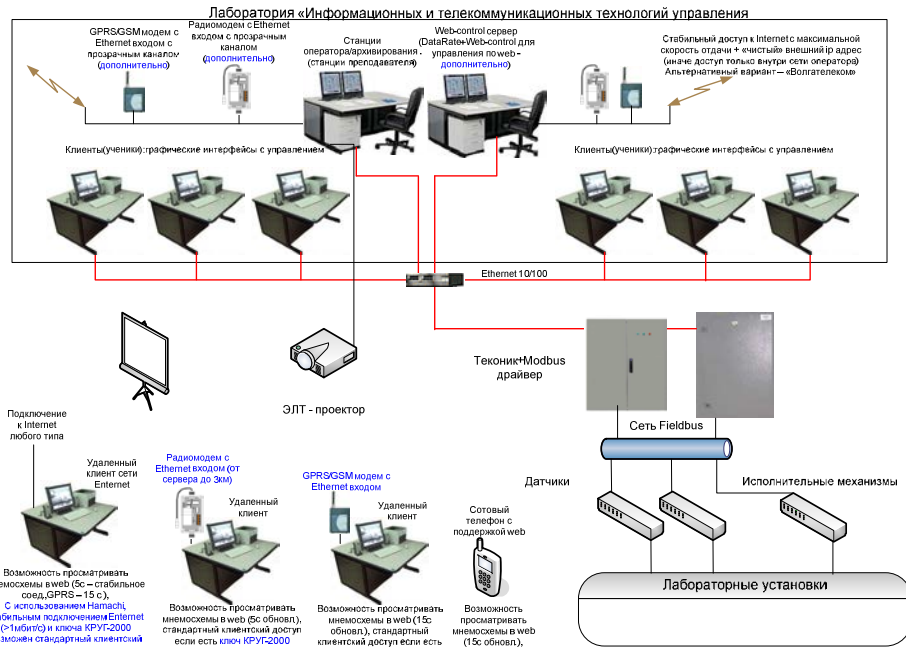 Лаборатория «Информационных и телекоммуникационных технологий управления
GPRS/GSM модем с
Ethernet входом с
прозрачным каналом
(дополнительно)
Радиомодем с Ethernet
входом с прозрачным
каналом
(дополнительно)
Станции
оператора/архивирования
(станции преподавателя)
Web-control сервер
(DataRate+Web-control для
управления по web –
дополнительно)
Стабильный доступ к Internet с максимальной
скорость отдачи + «чистый» внешний ip адрес
(иначе доступ только внутри сети оператора)
Альтернативный вариант – «Волгателеком»
Клиенты(ученики):графические интерфейсы с управлением
Клиенты(ученики):графические интерфейсы с управлением
Ethernet 10/100
Теконик+Modbus
драйвер
ЭЛТ - проектор
Сеть Fieldbus
Датчики
Исполнительные механизмы
Лабораторные установки
Подключение
к Internet
любого типа
Удаленный
клиент сети
Enternet
Возможность просматривать
немосхемы в web (5с – стабильное
соед.,GPRS – 15 с ),
С использованием Hamachi,
абильным подключением Enternet
(>1мбит/с) и ключа КРУГ-2000
зможен стандартный клиентский
Радиомодем с
Ethernet входом (от
сервера до 3км)
Удаленный
клиент
Возможность просматривать
мнемосхемы в web (5с обновл.),
стандартный клиентский доступ
если есть ключ КРУГ-2000
GPRS/GSM модем с
Ethernet входом
Удаленный
клиент
Возможность просматривать
мнемосхемы в web (15с
обновл.), стандартный
клиентский доступ если есть
Сотовый
телефон с
поддержкой web
Возможность
просматривать
мнемосхемы в web
(15с обновл.),